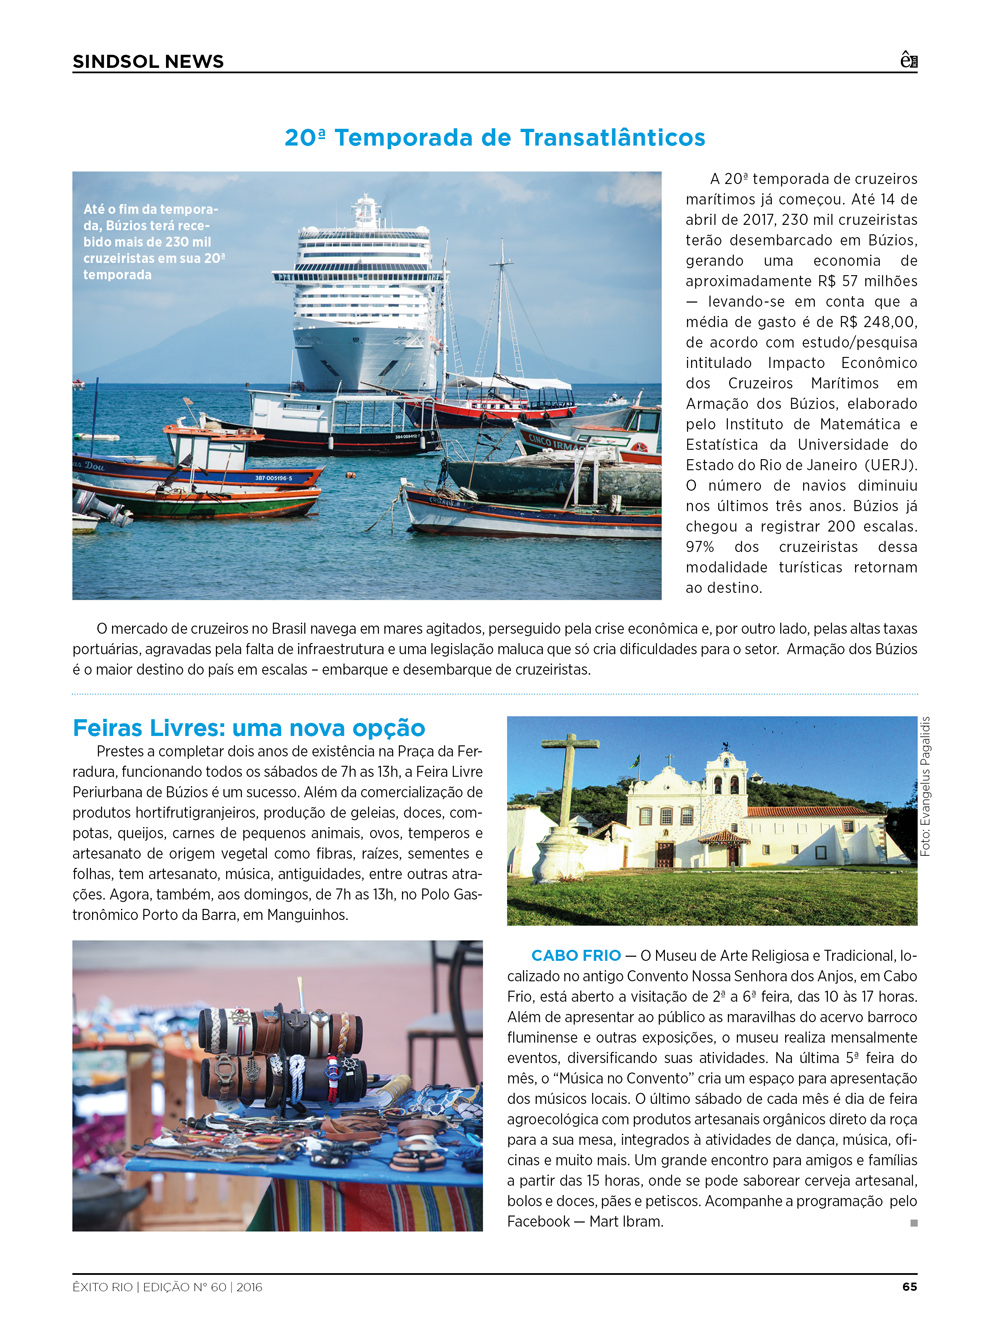 SINDSOL NEWS
20ª Temporada de Transatlânticos
Até o fim da tempora-
da, Búzios terá rece-
bido mais de 230 mil
cruzeiristas em sua 20ª
temporada
387-005196-5
CINCO IRMA
A 20ª temporada de cruzeiros
marítimos já começou. Até 14 de
abril de 2017, 230 mil cruzeiristas
terão desembarcado em Búzios,
gerando uma economia de
aproximadamente R$ 57 milhões
— levando-se em conta que a
média de gasto é de R$ 248,00,
de acordo com estudo/pesquisa
intitulado Impacto Econômico
dos Cruzeiros Marítimos em
Armação dos Búzios, elaborado
pelo Instituto de Matemática e
Estatística da Universidade do
Estado do Rio de Janeiro (UERJ).
O número de navios diminuiu
nos últimos três anos. Búzios já
chegou a registrar 200 escalas.
97% dos cruzeiristas dessa
modalidade turísticas retornam
ao destino.
O mercado de cruzeiros no Brasil navega em mares agitados, perseguido pela crise econômica e, por outro lado, pelas altas taxas
portuárias, agravadas pela falta de infraestrutura e uma legislação maluca que só cria dificuldades para o setor. Armação dos Búzios
é o maior destino do país em escalas – embarque e desembarque de cruzeiristas.
Feiras Livres: uma nova opção
Prestes a completar dois anos de existência na Praça da Fer-
radura, funcionando todos os sábados de 7h as 13h, a Feira Livre
Periurbana de Búzios é um sucesso. Além da comercialização de
produtos hortifrutigranjeiros, produção de geleias, doces, com-
potas, queijos, carnes de pequenos animais, ovos, temperos e
artesanato de origem vegetal como fibras, raízes, sementes e
folhas, tem artesanato, música, antiguidades, entre outras atra-
ções. Agora, também, aos domingos, de 7h as 13h, no Polo Gas-
tronômico Porto da Barra, em Manguinhos.
Foto: Evangelus Pagalidis
CABO FRIO — O Museu de Arte Religiosa e Tradicional, lo-
calizado no antigo Convento Nossa Senhora dos Anjos, em Cabo
Frio, está aberto a visitação de 2ª a 6ª feira, das 10 às 17 horas.
Além de apresentar ao público as maravilhas do acervo barroco
fluminense e outras exposições, o museu realiza mensalmente
eventos, diversificando suas atividades. Na última 5ª feira do
mês, o “Música no Convento” cria um espaço para apresentação
dos músicos locais. O último sábado de cada mês é dia de feira
agroecológica com produtos artesanais orgânicos direto da roça
para a sua mesa, integrados à atividades de dança, música, ofi-
cinas e muito mais. Um grande encontro para amigos e famílias
a partir das 15 horas, onde se pode saborear cerveja artesanal,
bolos e doces, pães e petiscos. Acompanhe a programação pelo
Facebook — Mart Ibram.
ÊXITO RIO | EDIÇÃO Nº 60 | 2016
65